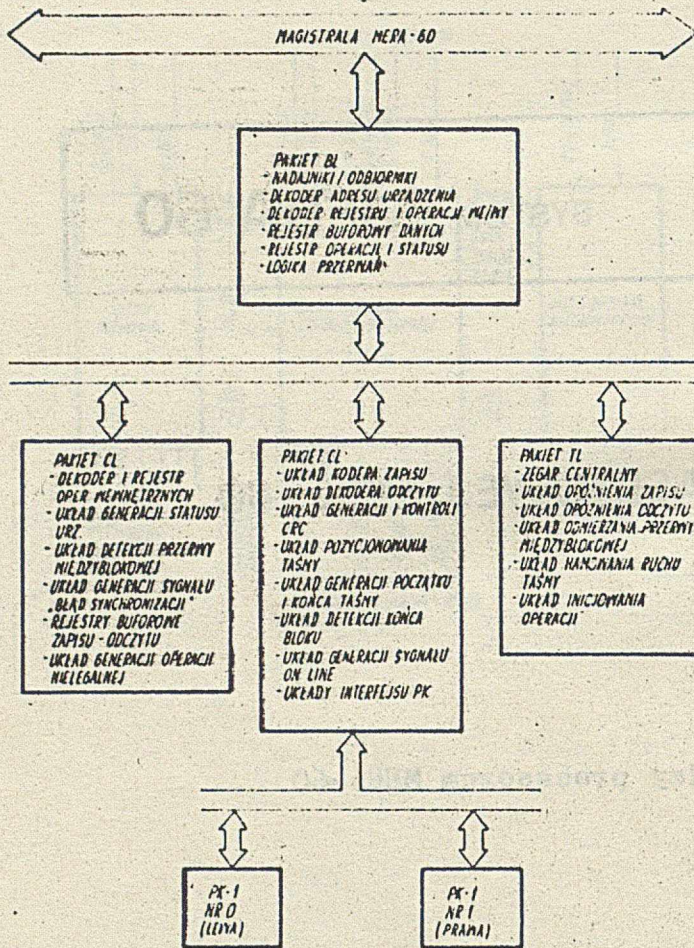 MAGISTRALA MERA-60
PAKIET BL
- NADAJNIKI / ODBIORNIKI
- DEKODER ADRESU URZĄDZENIA
- DEKODER REJESTRU I OPERACJI WE/WY
- REJESTR BUFOROWY DANYCH
- REJESTR OPERACJI I STATUSU
- LOGIKA PRZERWAŃ
PAKIET CL
- DEKODER I REJESTR
OPER WEWNĘTRZNYCH
- UKŁAD GENERACJI STATUSU
URZ.
- UKŁAD DETEKCJI PRZERWY
MIĘDZYBLOKOWEJ
- UKŁAD GENERACJI SYGNAŁU
„BŁĄD SYNCHRONIZACJI"
- REJESTRY BUFOROWE
ZAPISU - ODCZYTU
- UKŁAD GENERACJI OPERACJI
NIELEGALNEJ
PAKIET CL
- UKŁAD KODERA ZAPISU
- UKŁAD DEKODERA ODCZYTU
- UKŁAD GENERACJI I KONTROLI
CRC
- UKŁAD POZYCJONOWANIA
TAŚMY
- UKŁAD GENERACJI POCZĄTKU
I KOŃCA TAŚMY
- UKŁAD DETEKCJI KOŃCA
BLOKU
- UKŁAD GENERACJI SYGNAŁU
ON LINE
- UKŁADY INTERFEJSU PK
PAKIET TL
- ZEGAR CENTRALNY
- UKŁAD OPÓŹNIENIA ZAPISU
- UKŁAD OPÓŹNIENIA ODCZYTU
- UKŁAD ODMIERZANIA PRZERWY
MIĘDZYBLOKOWEJ
- UKŁAD HAMOWANIA RUCHU
TAŚMY
- UKŁAD INICJOWANIA
OPERACJI
PK-1
NR 0
(LEWA)
PK-1
NR 1
(PRAWA)